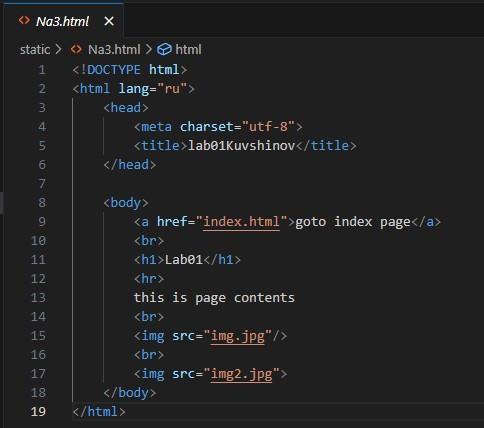 Na3.html
static > Na3.html > html
1 <!DOCTYPE html>
2 <html lang="ru">
3     <head>
4         <meta charset="utf-8">
5         <title>lab01Kuvshinov</title>
6     </head>
7
8     <body>
9         <a href="index.html">goto index page</a>
10         <br>
11         <h1>Lab01</h1>
12         <hr>
13         this is page contents
14         <br>
15         <img src="img.jpg"/>
16         <br>
17         <img src="img2.jpg">
18     </body>
19 </html>